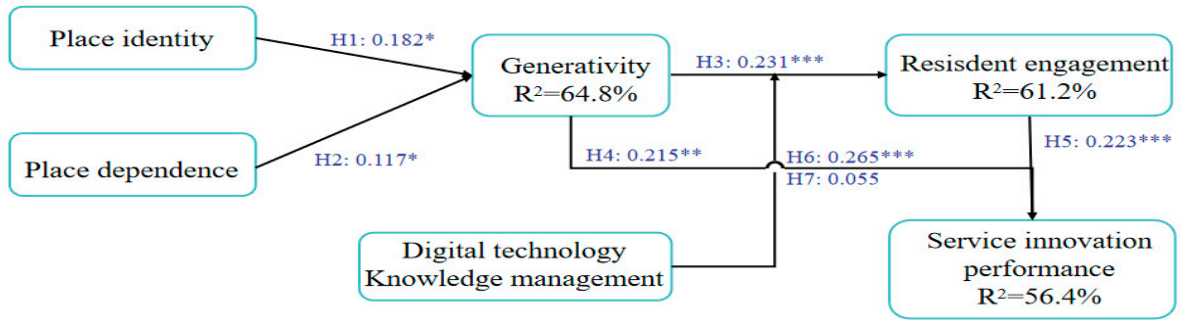 Place identity
H1: 0.182*
Generativity
R²=64.8%
H3: 0.231***
Resisdent engagement
R²=61.2%
Place dependence
H2: 0.117*
H4: 0.215**
H6: 0.265***
H7: 0.055
H5: 0.223***
Digital technology
Knowledge management
Service innovation
performance
R²=56.4%